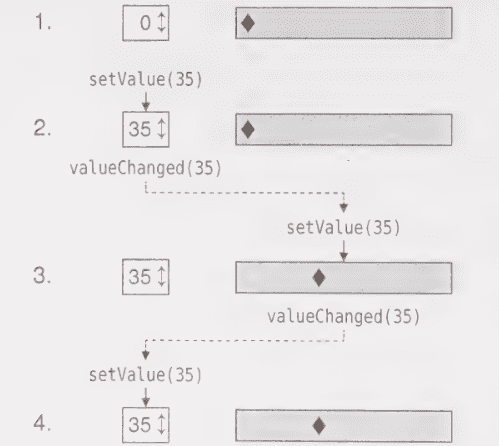 1. 0
setValue(35)
2. 35
valueChanged(35)
setValue(35)
3. 35
valueChanged(35)
setValue(35)
4. 35